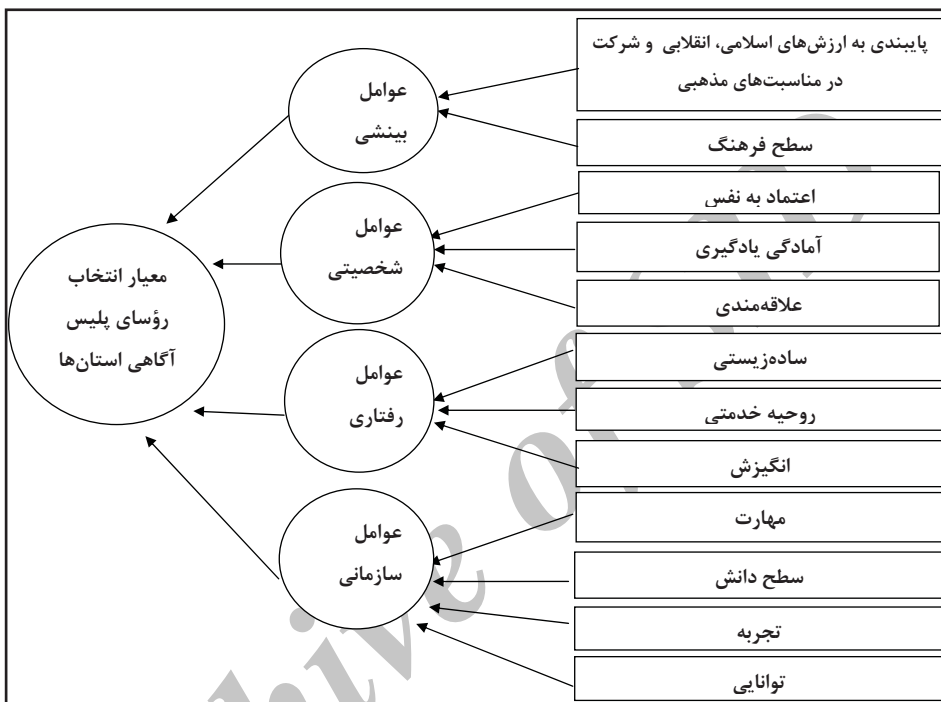 پایبندی به ارزش‌های اسلامی، انقلابی و شرکت
در مناسبت‌های مذهبی
سطح فرهنگ
عوامل
بینشی
اعتماد به نفس
آمادگی یادگیری
علاقه‌مندی
عوامل
شخصیتی
معیار انتخاب
رؤسای پلیس
آگاهی استان‌ها
ساده‌زیستی
روحیه خدمتی
انگیزش
عوامل
رفتاری
مهارت
سطح دانش
تجربه
توانایی
عوامل
سازمانی
hive of